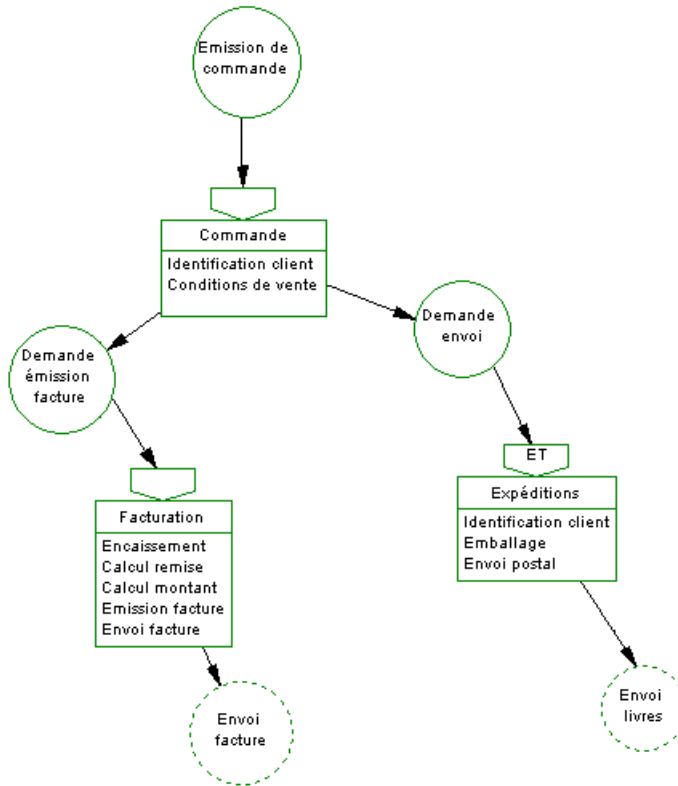 Emission de
commande
Commande
Identification client
Conditions de vente
Demande
envoi
Demande
émission
facture
ET
Expéditions
Identification client
Emballage
Envoi postal
Facturation
Encaissement
Calcul remise
Calcul montant
Emission facture
Envoi facture
Envoi
livres
Envoi
facture